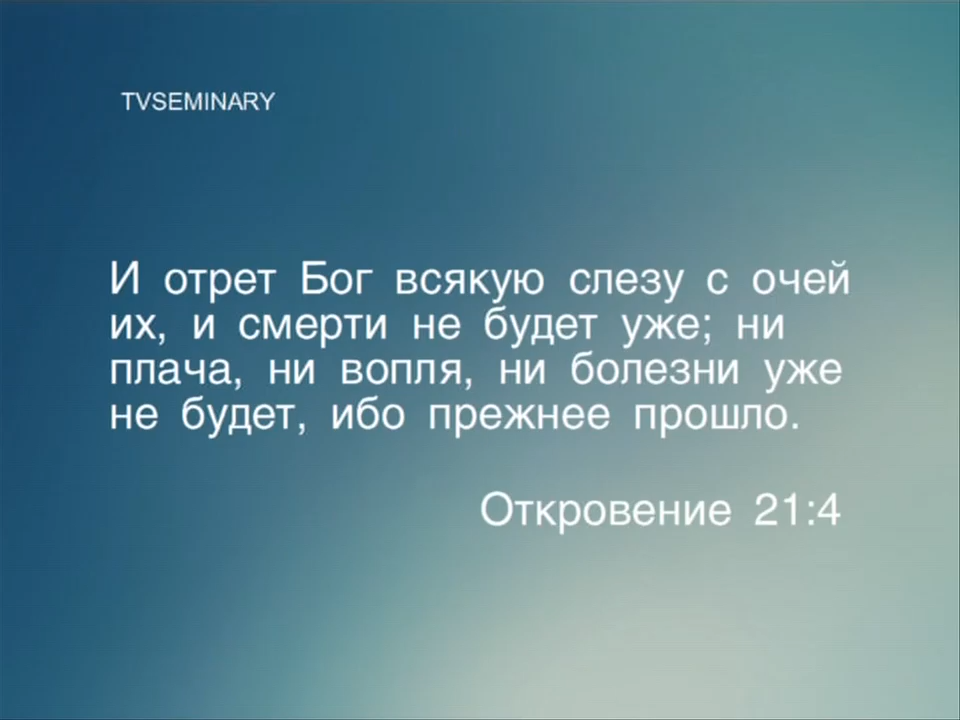 TVSEMINARY
И отрет Бог всякую слезу с очей
их, и смерти не будет уже; ни
плача, ни вопля, ни болезни уже
не будет, ибо прежнее прошло.
Откровение 21:4